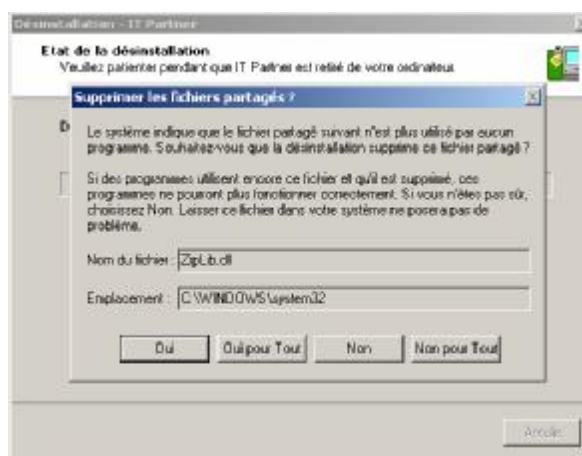 Désinstallation - IT Partner
Etat de la désinstallation
Veuillez patienter pendant que IT Partner est retiré de votre ordinateur.
Supprimer les fichiers partagés ?
D
Le système indique que le fichier partagé suivant n'est plus utilisé par aucun
programme. Souhaitez-vous que la désinstallation supprime ce fichier partagé ?
Si des programmes utilisent encore ce fichier et qu'il est supprimé, ces
programmes ne pourront plus fonctionner correctement. Si vous n'êtes pas sûr,
choisissez Non. Laisser ce fichier dans votre système ne posera pas de
problème.
Nom du fichier : ZipLib.dll
Emplacement : C:\WINDOWS\system32
Oui Oui pour Tout Non Non pour Tout
Annuler